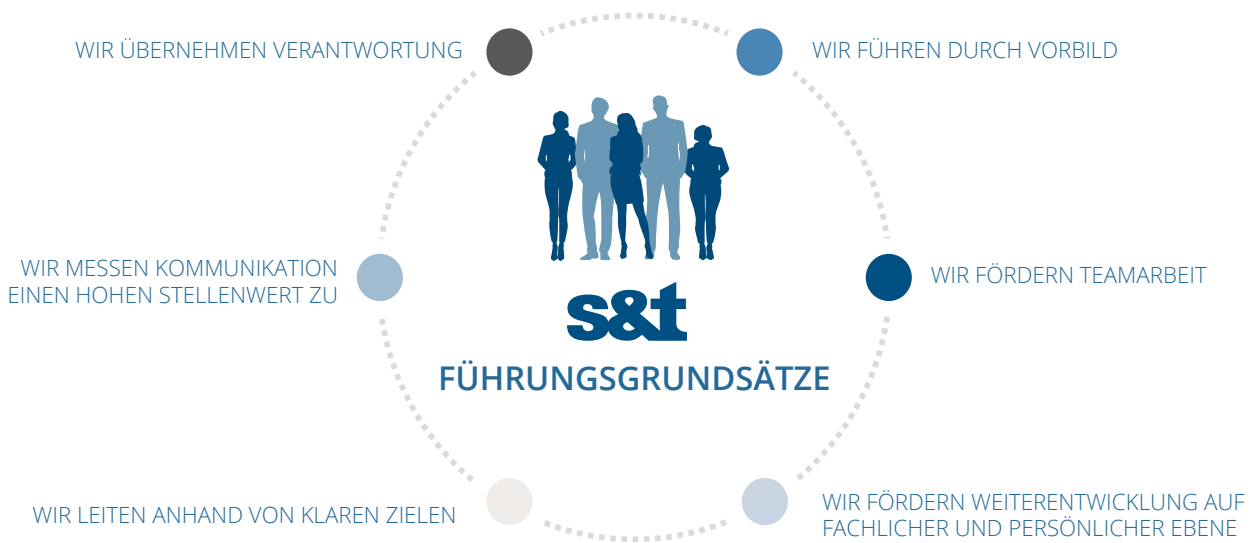 WIR ÜBERNEHMEN VERANTWORTUNG
WIR FÜHREN DURCH VORBILD
WIR MESSEN KOMMUNIKATION
EINEN HOHEN STELLENWERT ZU
WIR FÖRDERN TEAMARBEIT
s&t
FÜHRUNGSGRUNDSÄTZE
WIR LEITEN ANHAND VON KLAREN ZIELEN
WIR FÖRDERN WEITERENTWICKLUNG AUF
FACHLICHER UND PERSÖNLICHER EBENE